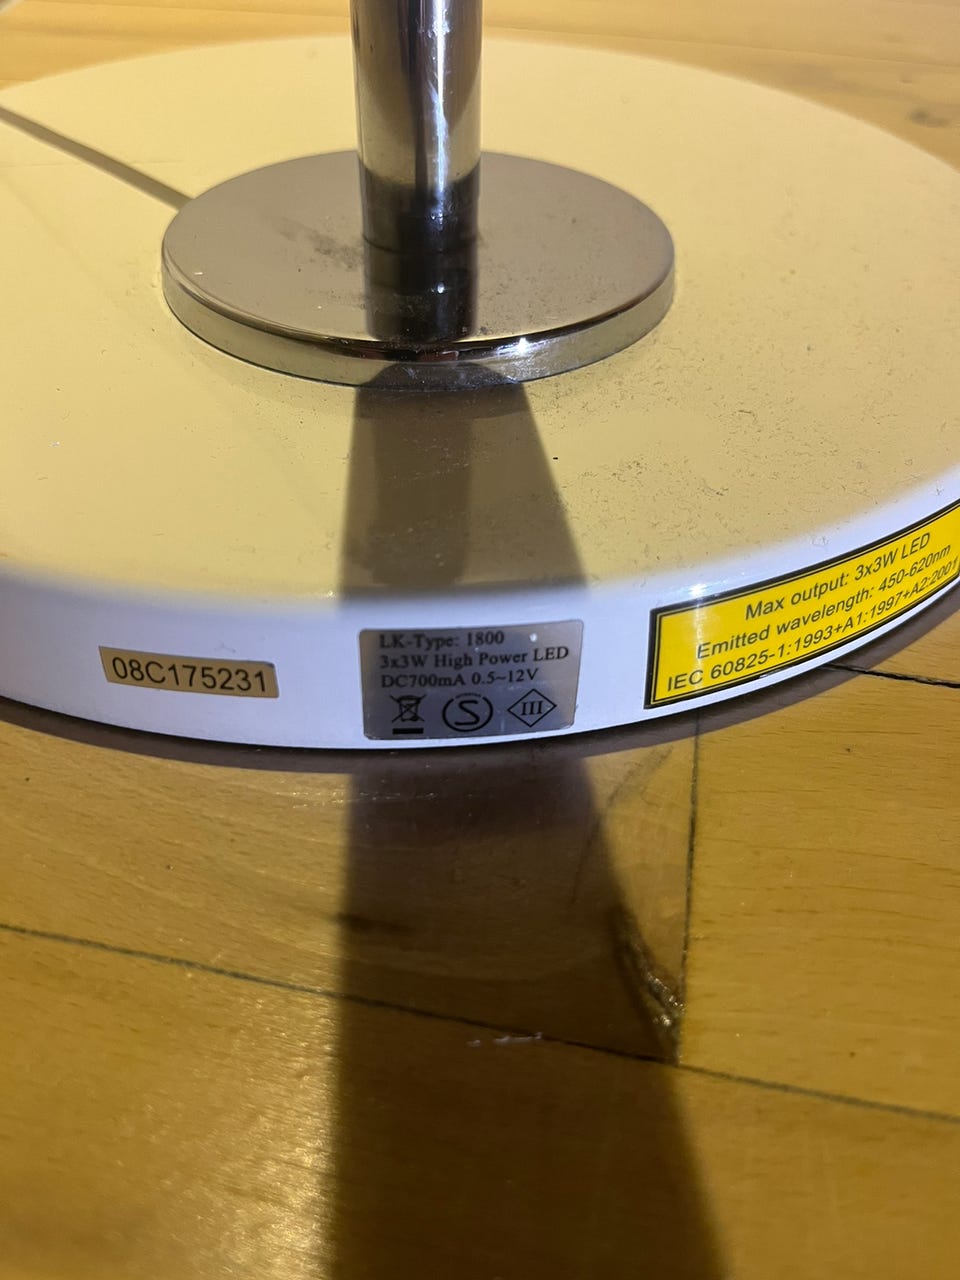 08C175231
LK-Type: 1800
3x3W High Power LED
DC700mA 0.5~12V
S
III
Max output: 3x3W LED
Emitted wavelength: 450-620nm
IEC 60825-1:1993+A1:1997+A2:2001